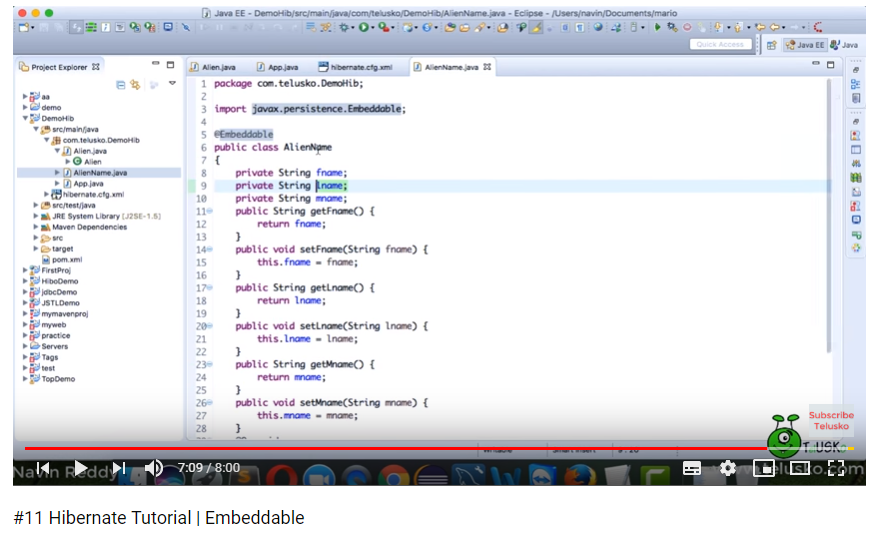 Java EE - DemoHib/src/main/java/com/telusko/DemoHib/AlienName.java - Eclipse - /Users/navin/Documents/mario
Quick Access
Java EE
Java
Project Explorer
Alien.java
App.java
hibernate.cfg.xml
AlienName.java
aa
demo
DemoHib
src/main/java
com.telusko.DemoHib
Alien.java
Alien
AlienName.java
App.java
hibernate.cfg.xml
src/test/java
JRE System Library [J2SE-1.5]
Maven Dependencies
src
target
pom.xml
FirstProj
HiboDemo
jdbcDemo
JSTLDemo
mymavenproj
myweb
practice
Servers
Tags
test
TopDemo
1 package com.telusko.DemoHib;
2
3 import javax.persistence.Embeddable;
4
5 @Embeddable
6 public class AlienName
7 {
8 private String fname;
9 private String lname;
10 private String mname;
11 public String getFname() {
12 return fname;
13 }
14 public void setFname(String fname) {
15 this.fname = fname;
16 }
17 public String getLname() {
18 return lname;
19 }
20 public void setLname(String lname) {
21 this.lname = lname;
22 }
23 public String getMname() {
24 return mname;
25 }
26 public void setMname(String mname) {
27 this.mname = mname;
28 }
Subscribe
Telusko
Navin Reddy
7:09 / 8:00
#11 Hibernate Tutorial | Embeddable